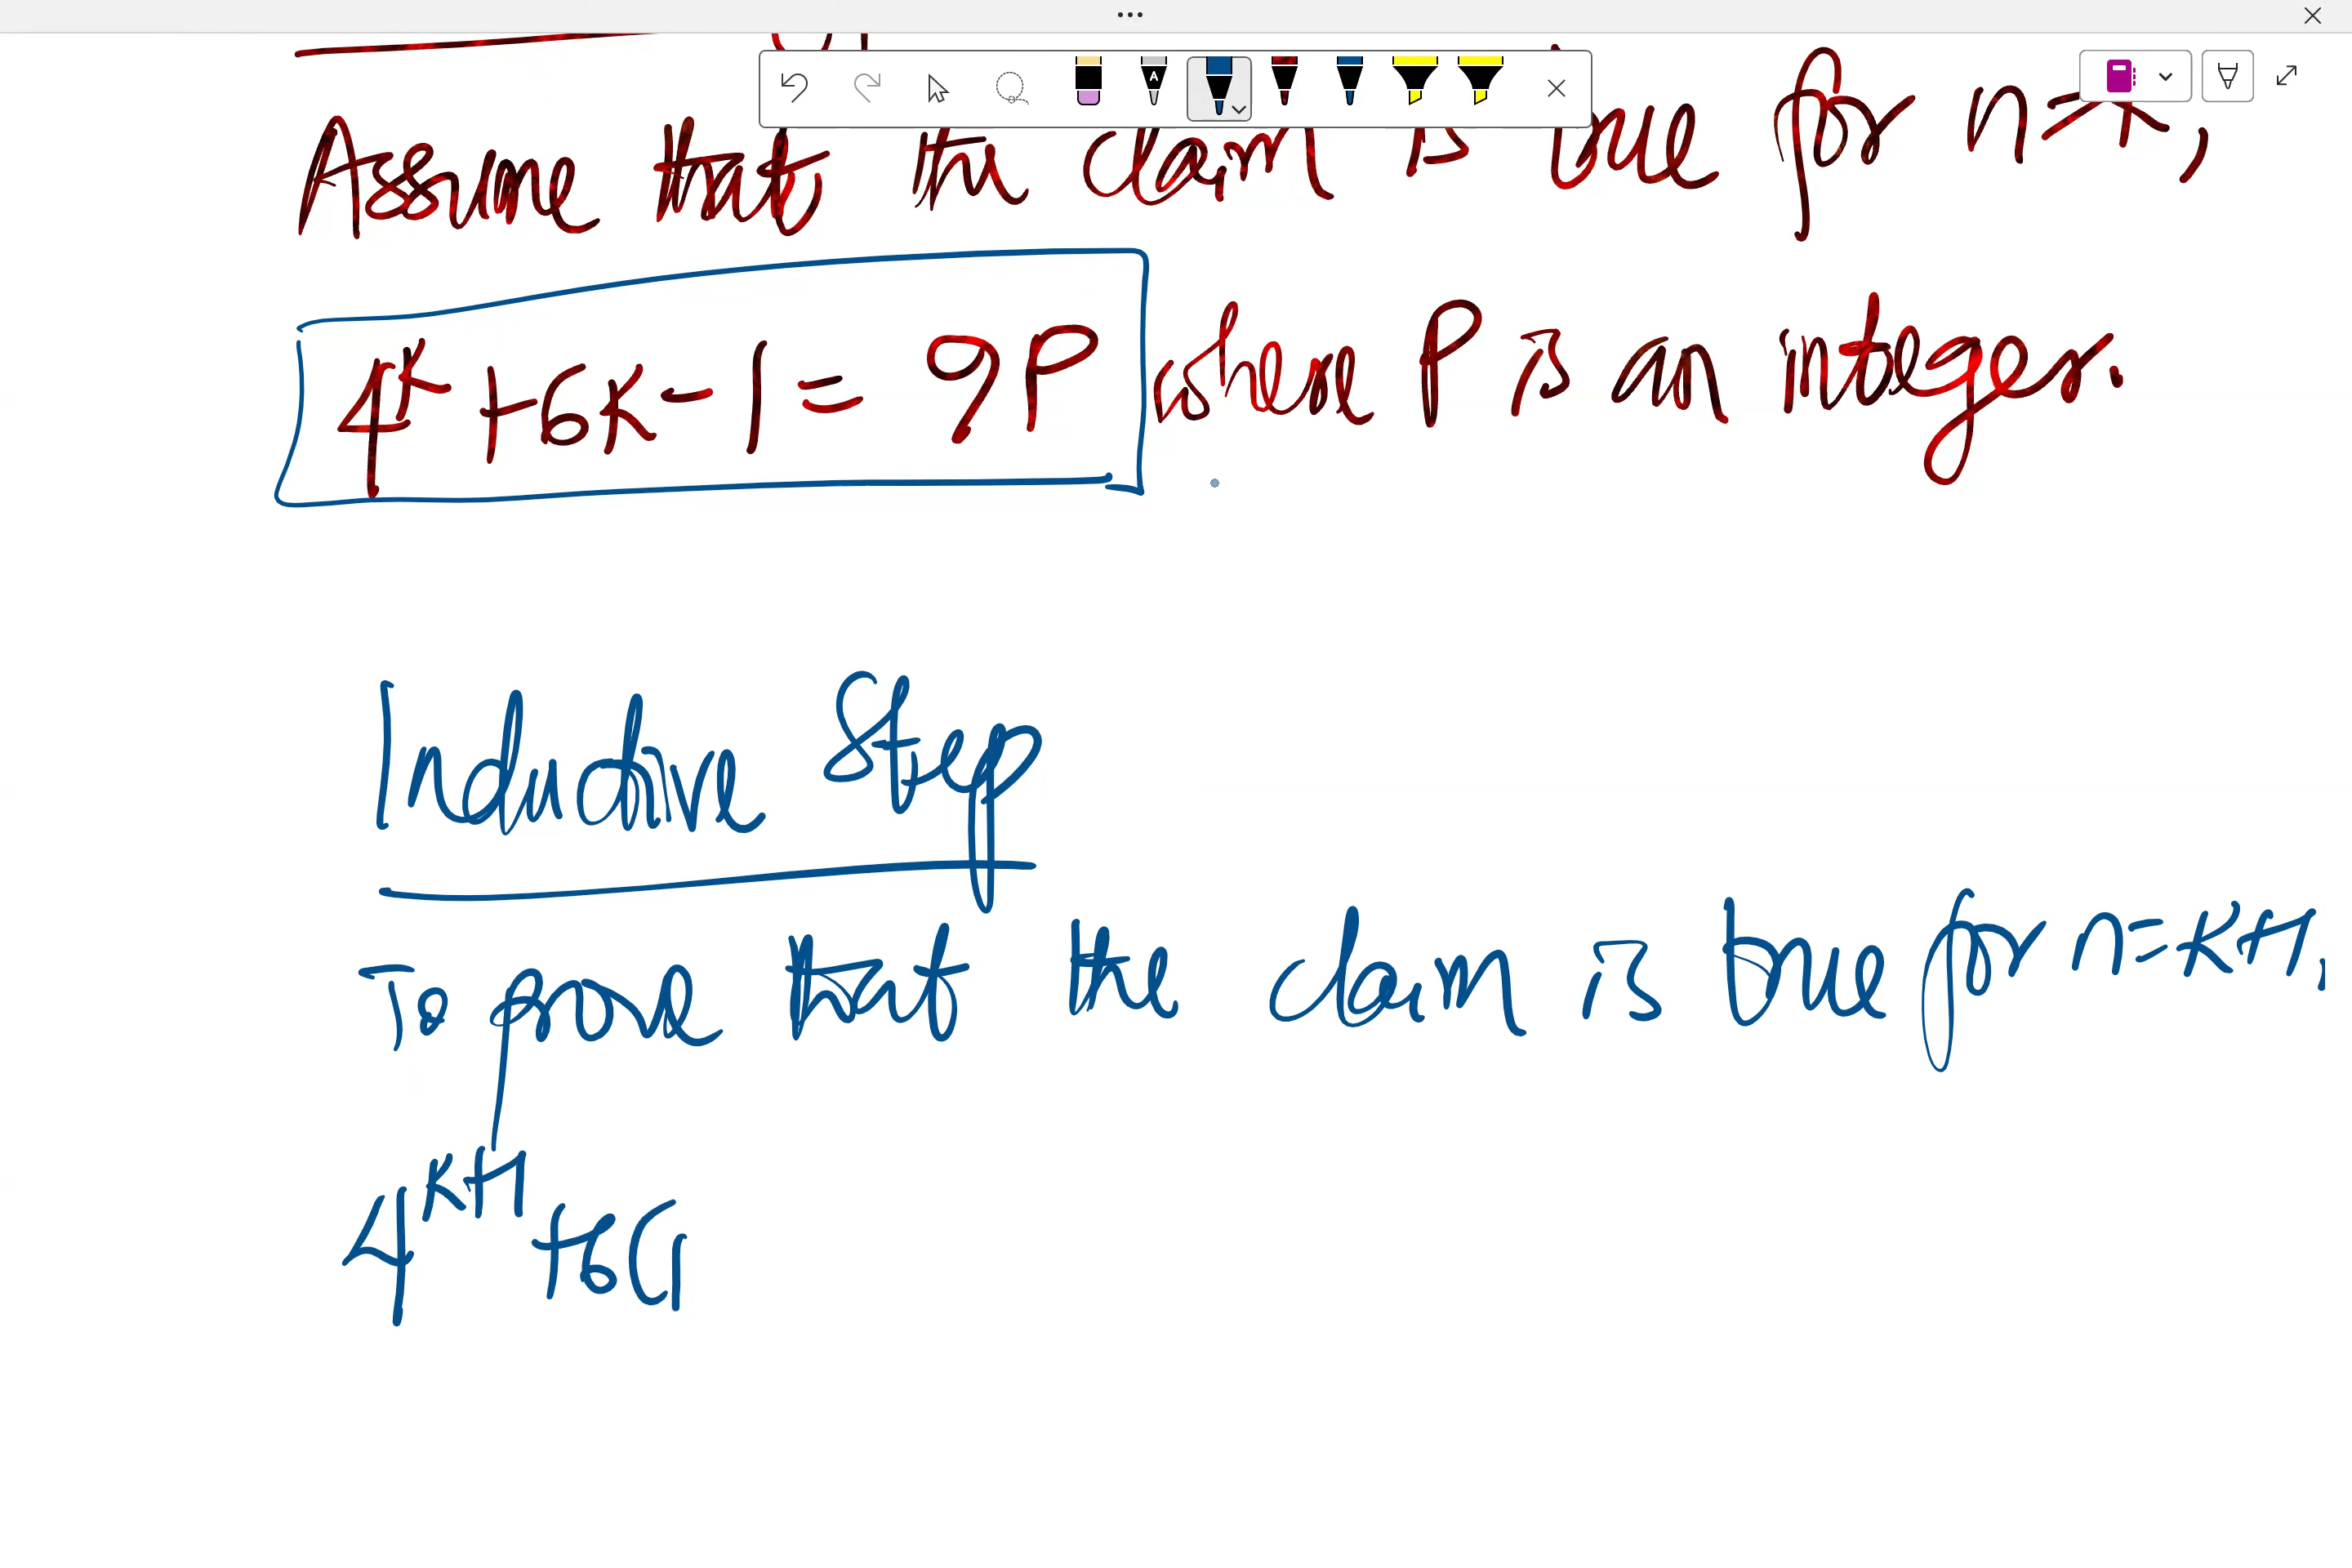 Assume that the claim is true for n=k,
4^k + 6k - 1 = 9P where P is an integer.
Inductive Step
To prove that the claim is true for n=k+1,
4^{k+1} + 6(